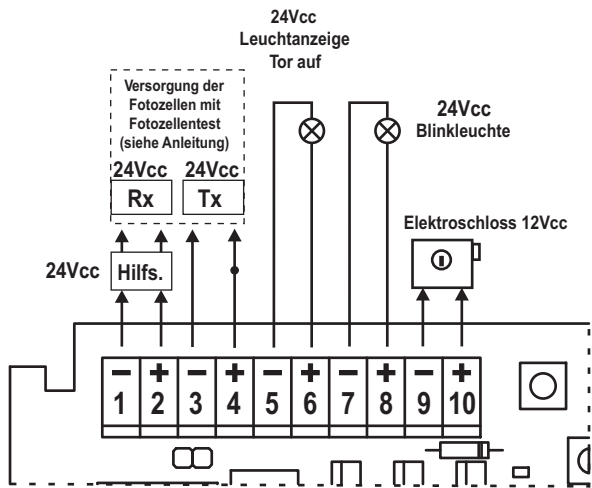 24Vcc
Leuchtanzeige
Tor auf
Versorgung der
Fotozellen mit
Fotozellentest
(siehe Anleitung)
24Vcc 24Vcc
Rx Tx
24Vcc
Blinkleuchte
Elektroschloss 12Vcc
24Vcc Hilfs.
− + − + − + − + − +
1 2 3 4 5 6 7 8 9 10